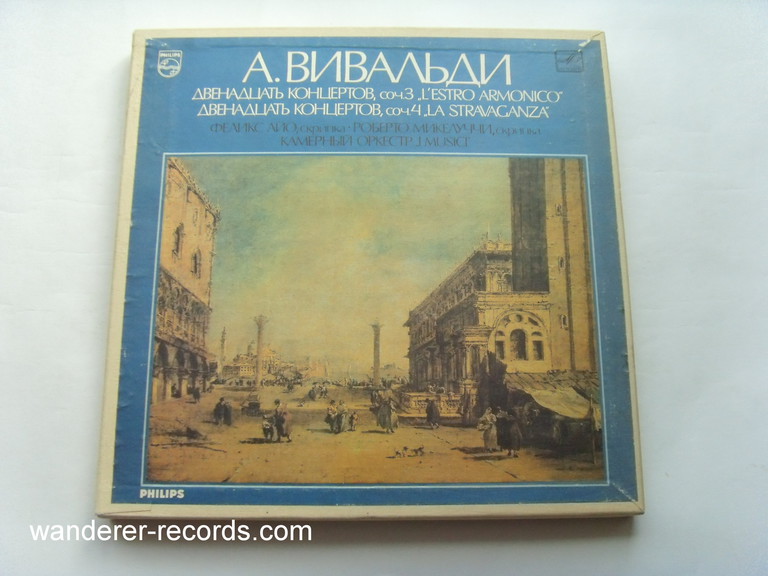 PHILIPS
А. ВИВАЛЬДИ
ДВЕНАДЦАТЬ КОНЦЕРТОВ, соч.3 „L'ESTRO ARMONICO"
ДВЕНАДЦАТЬ КОНЦЕРТОВ, соч.4 „LA STRAVAGANZA"
ФЕЛИКС АЙО, скрипка · РОБЕРТО МИКЕЛУЧЧИ, скрипка
КАМЕРНЫЙ ОРКЕСТР „I MUSICI"
PHILIPS
wanderer-records.com